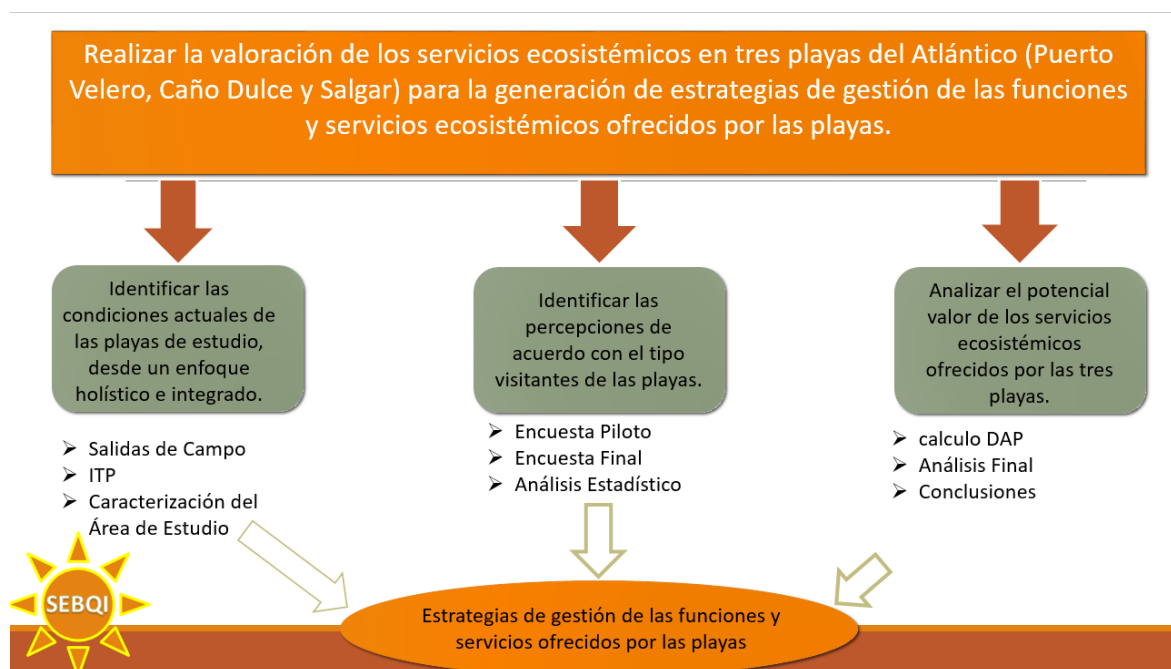 Realizar la valoración de los servicios ecosistémicos en tres playas del Atlántico (Puerto
Velero, Caño Dulce y Salgar) para la generación de estrategias de gestión de las funciones
y servicios ecosistémicos ofrecidos por las playas.
Identificar las
condiciones actuales de
las playas de estudio,
desde un enfoque
holístico e integrado.
➢ Salidas de Campo
➢ ITP
➢ Caracterización del
Área de Estudio
Identificar las
percepciones de
acuerdo con el tipo
visitantes de las playas.
➢ Encuesta Piloto
➢ Encuesta Final
➢ Análisis Estadístico
Analizar el potencial
valor de los servicios
ecosistémicos
ofrecidos por las tres
playas.
➢ calculo DAP
➢ Análisis Final
➢ Conclusiones
SEBQI
Estrategias de gestión de las funciones y
servicios ofrecidos por las playas